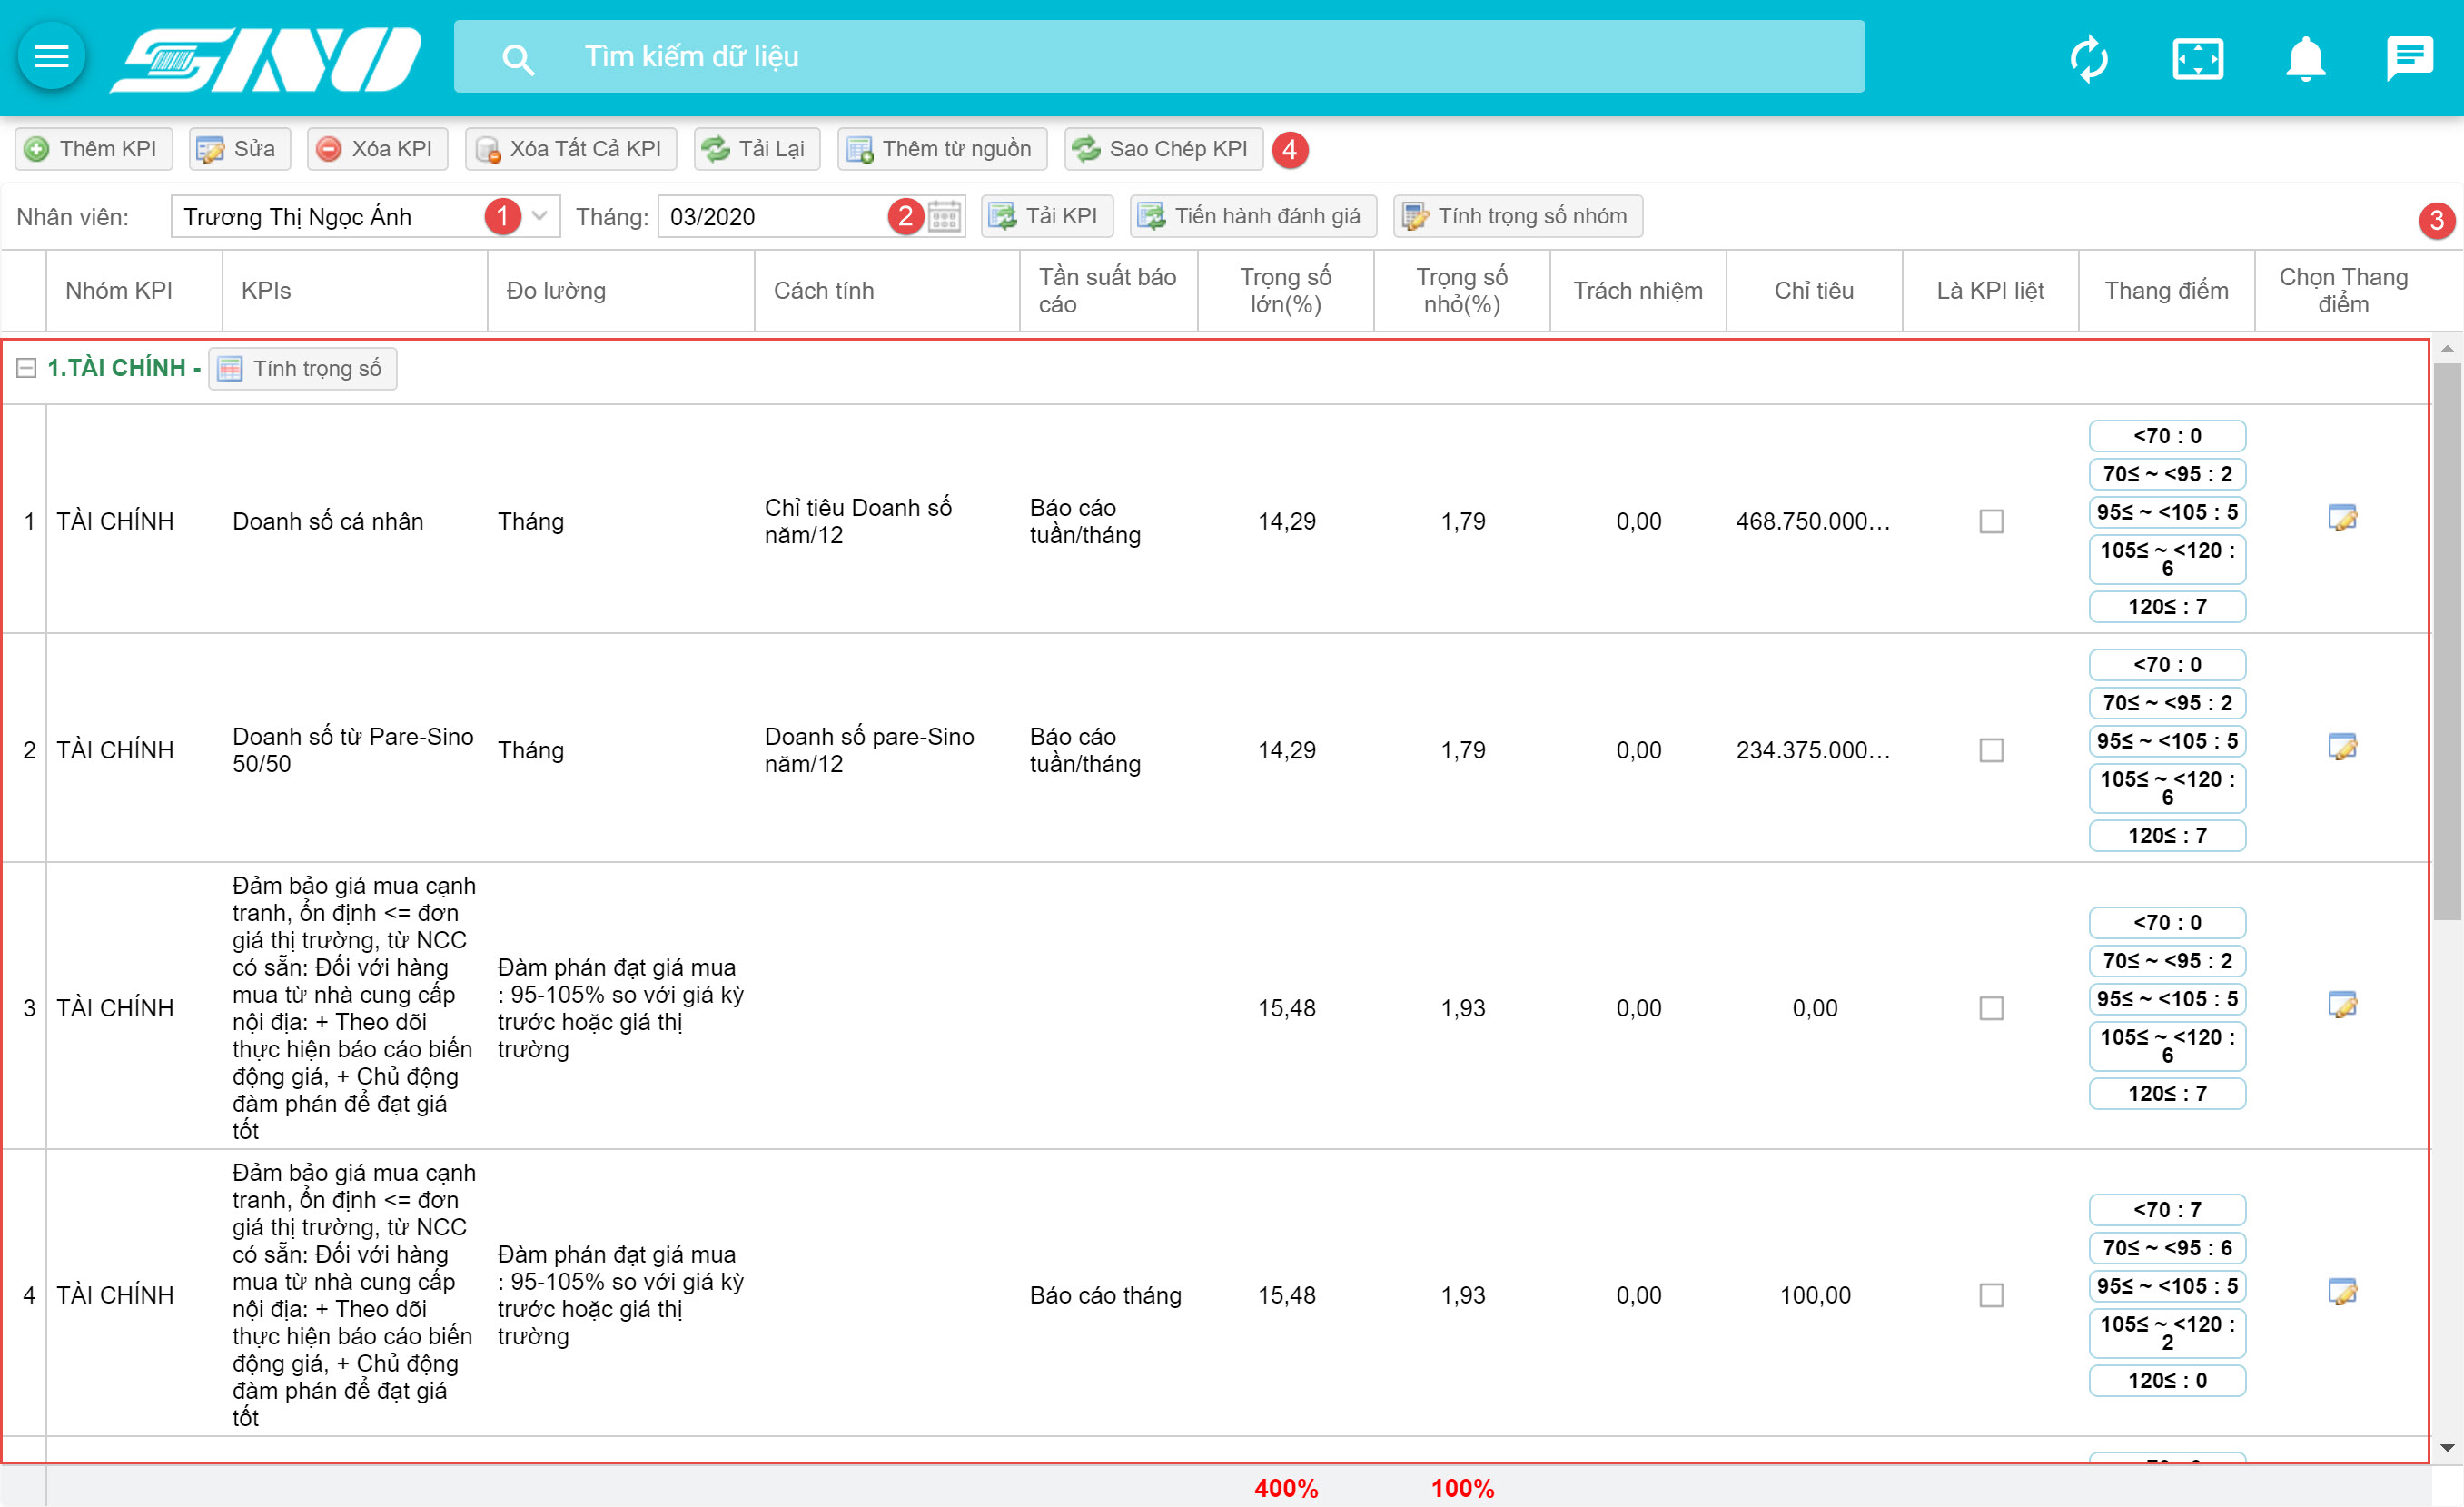 SINO
Tìm kiếm dữ liệu
Thêm KPI
Sửa
Xóa KPI
Xóa Tất Cả KPI
Tải Lại
Thêm từ nguồn
Sao Chép KPI
4
Nhân viên:
Trương Thị Ngọc Ánh
1
Tháng:
03/2020
2
Tải KPI
Tiến hành đánh giá
Tính trọng số nhóm
3
Nhóm KPI
KPIs
Đo lường
Cách tính
Tần suất báo
cáo
Trọng số
lớn(%)
Trọng số
nhỏ(%)
Trách nhiệm
Chỉ tiêu
Là KPI liệt
Thang điểm
Chọn Thang
điểm
1.TÀI CHÍNH -
Tính trọng số
1
TÀI CHÍNH
Doanh số cá nhân
Tháng
Chỉ tiêu Doanh số
năm/12
Báo cáo
tuần/tháng
14,29
1,79
0,00
468.750.000...
<70 : 0
70≤ ~ <95 : 2
95≤ ~ <105 : 5
105≤ ~ <120 :
6
120≤ : 7
2
TÀI CHÍNH
Doanh số từ Pare-Sino
50/50
Tháng
Doanh số pare-Sino
năm/12
Báo cáo
tuần/tháng
14,29
1,79
0,00
234.375.000...
<70 : 0
70≤ ~ <95 : 2
95≤ ~ <105 : 5
105≤ ~ <120 :
6
120≤ : 7
3
TÀI CHÍNH
Đảm bảo giá mua cạnh
tranh, ổn định <= đơn
giá thị trường, từ NCC
có sẵn: Đối với hàng
mua từ nhà cung cấp
nội địa: + Theo dõi
thực hiện báo cáo biến
động giá, + Chủ động
đàm phán để đạt giá
tốt
Đàm phán đạt giá mua
: 95-105% so với giá kỳ
trước hoặc giá thị
trường
15,48
1,93
0,00
0,00
<70 : 0
70≤ ~ <95 : 2
95≤ ~ <105 : 5
105≤ ~ <120 :
6
120≤ : 7
4
TÀI CHÍNH
Đảm bảo giá mua cạnh
tranh, ổn định <= đơn
giá thị trường, từ NCC
có sẵn: Đối với hàng
mua từ nhà cung cấp
nội địa: + Theo dõi
thực hiện báo cáo biến
động giá, + Chủ động
đàm phán để đạt giá
tốt
Đàm phán đạt giá mua
: 95-105% so với giá kỳ
trước hoặc giá thị
trường
Báo cáo tháng
15,48
1,93
0,00
100,00
<70 : 7
70≤ ~ <95 : 6
95≤ ~ <105 : 5
105≤ ~ <120 :
2
120≤ : 0
400%
100%